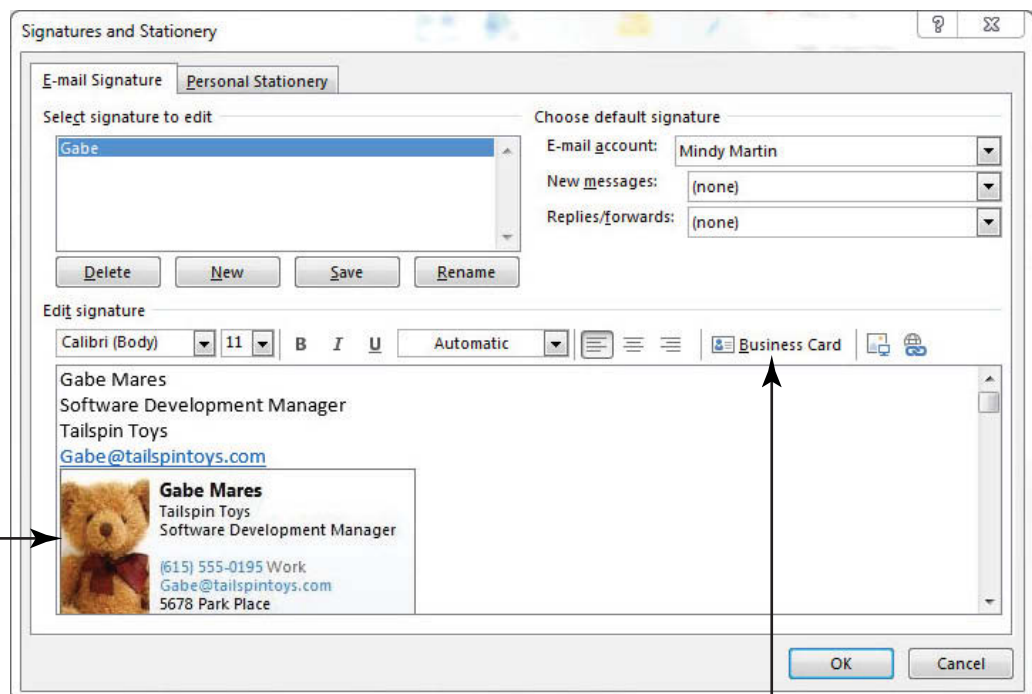 Signatures and Stationery
E-mail Signature Personal Stationery
Select signature to edit
Gabe
Delete New Save Rename
Choose default signature
E-mail account: Mindy Martin
New messages: (none)
Replies/forwards: (none)
Edit signature
Calibri (Body) 11 B I U Automatic Business Card
Gabe Mares
Software Development Manager
Tailspin Toys
Gabe@tailspintoys.com
Gabe Mares
Tailspin Toys
Software Development Manager
(615) 555-0195 Work
Gabe@tailspintoys.com
5678 Park Place
OK Cancel